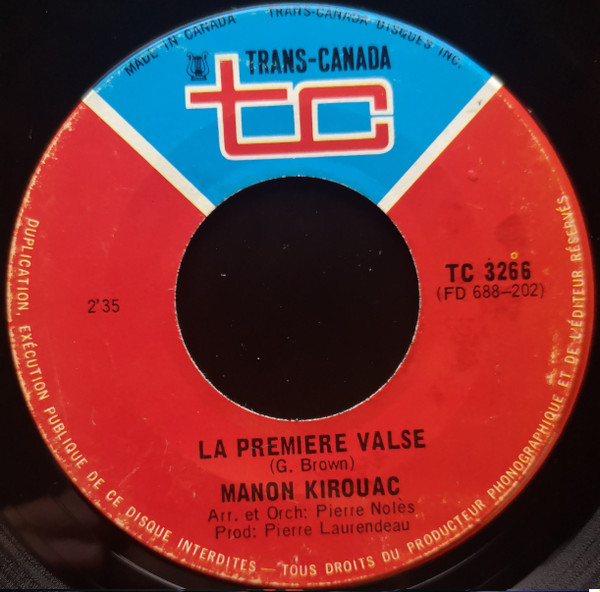 MADE IN CANADA TRANS-CANADA DISQUES INC.
TRANS-CANADA
tc
TC 3266
(FD 688-202)
2'35
LA PREMIERE VALSE
(G. Brown)
MANON KIROUAC
Arr. et Orch: Pierre Nolès
Prod: Pierre Laurendeau
DUPLICATION, EXÉCUTION PUBLIQUE DE CE DISQUE INTERDITES — TOUS DROITS DU PRODUCTEUR PHONOGRAPHIQUE ET DE L'ÉDITEUR RÉSERVÉS